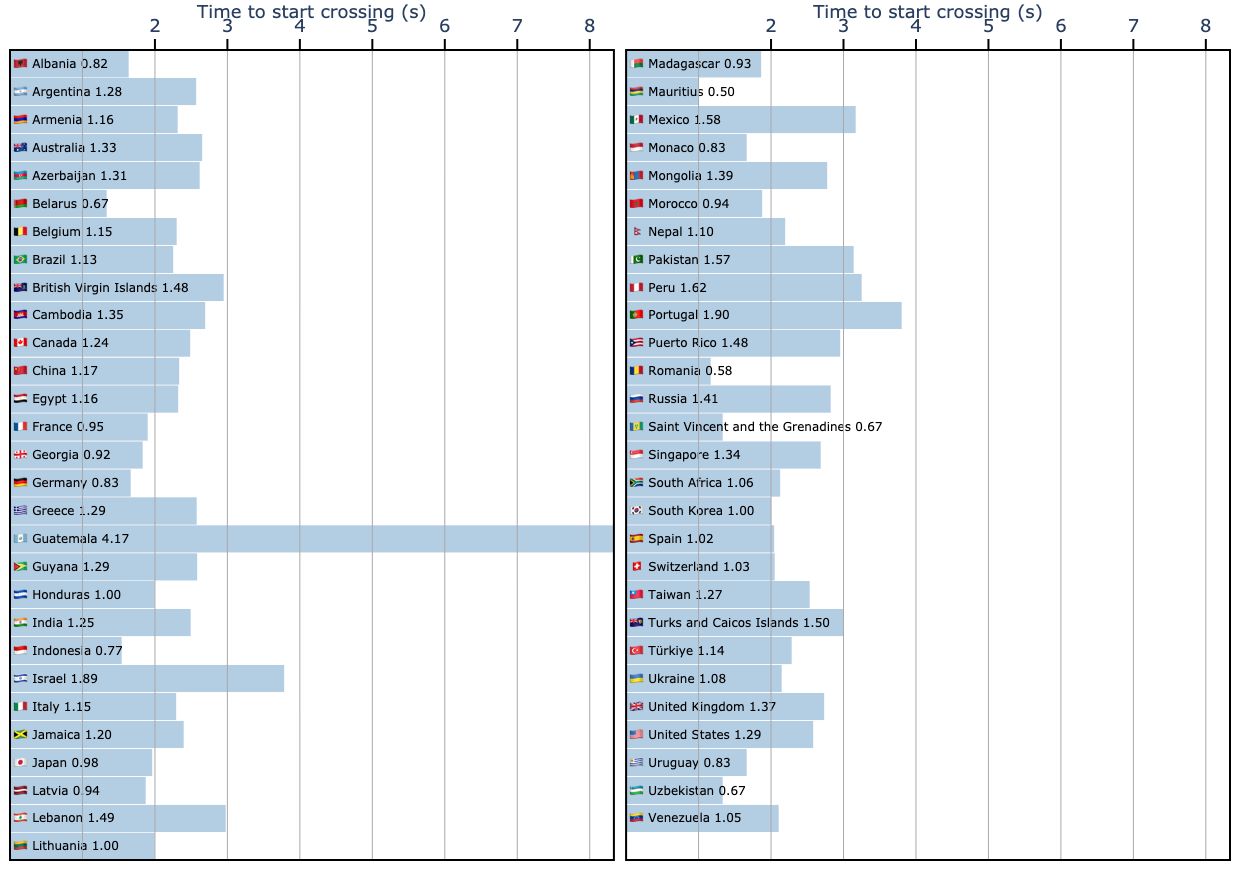 Time to start crossing (s)
2 3 4 5 6 7 8
Albania 0.82
Argentina 1.28
Armenia 1.16
Australia 1.33
Azerbaijan 1.31
Belarus 0.67
Belgium 1.15
Brazil 1.13
British Virgin Islands 1.48
Cambodia 1.35
Canada 1.24
China 1.17
Egypt 1.16
France 0.95
Georgia 0.92
Germany 0.83
Greece 1.29
Guatemala 4.17
Guyana 1.29
Honduras 1.00
India 1.25
Indonesia 0.77
Israel 1.89
Italy 1.15
Jamaica 1.20
Japan 0.98
Latvia 0.94
Lebanon 1.49
Lithuania 1.00
Time to start crossing (s)
2 3 4 5 6 7 8
Madagascar 0.93
Mauritius 0.50
Mexico 1.58
Monaco 0.83
Mongolia 1.39
Morocco 0.94
Nepal 1.10
Pakistan 1.57
Peru 1.62
Portugal 1.90
Puerto Rico 1.48
Romania 0.58
Russia 1.41
Saint Vincent and the Grenadines 0.67
Singapore 1.34
South Africa 1.06
South Korea 1.00
Spain 1.02
Switzerland 1.03
Taiwan 1.27
Turks and Caicos Islands 1.50
Türkiye 1.14
Ukraine 1.08
United Kingdom 1.37
United States 1.29
Uruguay 0.83
Uzbekistan 0.67
Venezuela 1.05